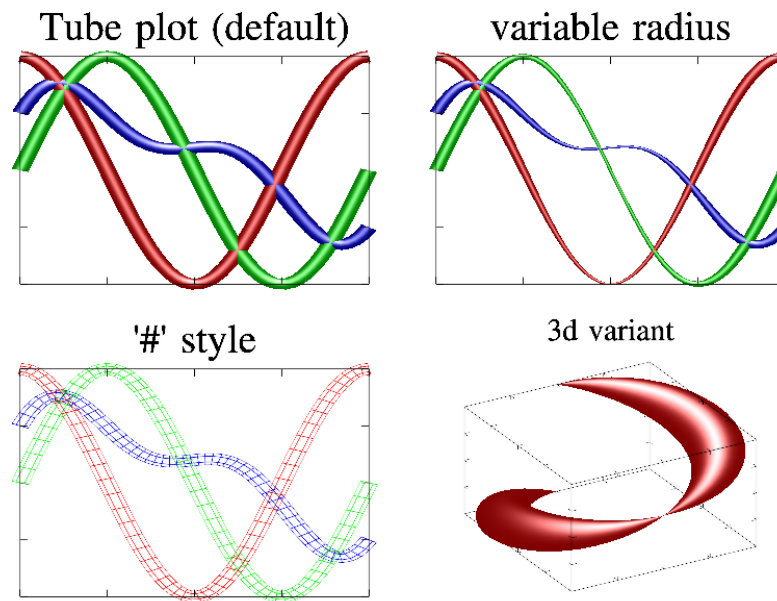 Tube plot (default)
variable radius
'#' style
3d variant